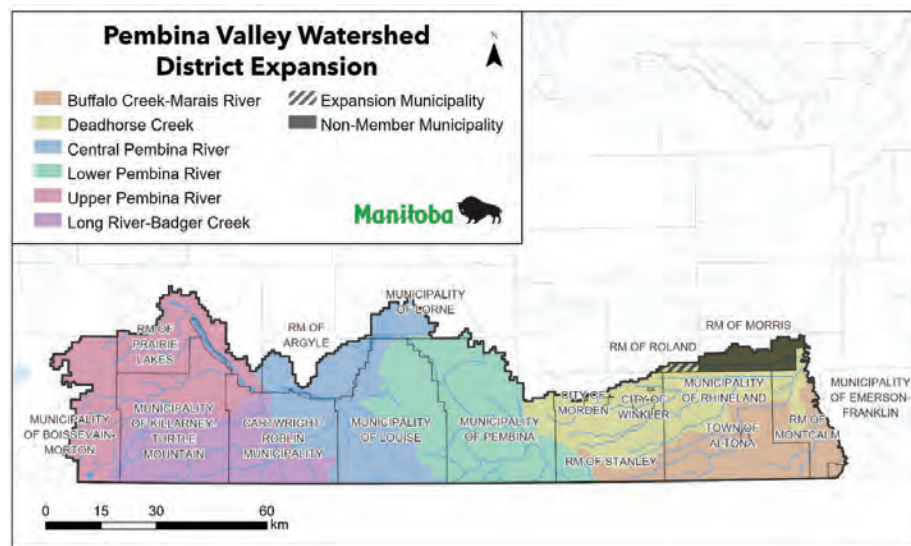 Pembina Valley Watershed
District Expansion
N
Buffalo Creek-Marais River
Deadhorse Creek
Central Pembina River
Lower Pembina River
Upper Pembina River
Long River-Badger Creek
Expansion Municipality
Non-Member Municipality
Manitoba
MUNICIPALITY
OF LORNE
RM OF
ARGYLE
RM OF
PRAIRIE
LAKES
RM OF MORRIS
RM OF ROLAND
MUNICIPALITY
OF BOISSEVAIN-
MORTON
MUNICIPALITY
OF KILLARNEY-
TURTLE
MOUNTAIN
CARTWRIGHT-
ROBLIN
MUNICIPALITY
MUNICIPALITY
OF LOUISE
MUNICIPALITY
OF PEMBINA
CITY OF
MORDEN
CITY OF
WINKLER
MUNICIPALITY
OF RHINELAND
MUNICIPALITY
OF EMERSON-
FRANKLIN
RM OF STANLEY
TOWN OF
ALTONA
RM OF
MONTCALM
0 15 30 60
km